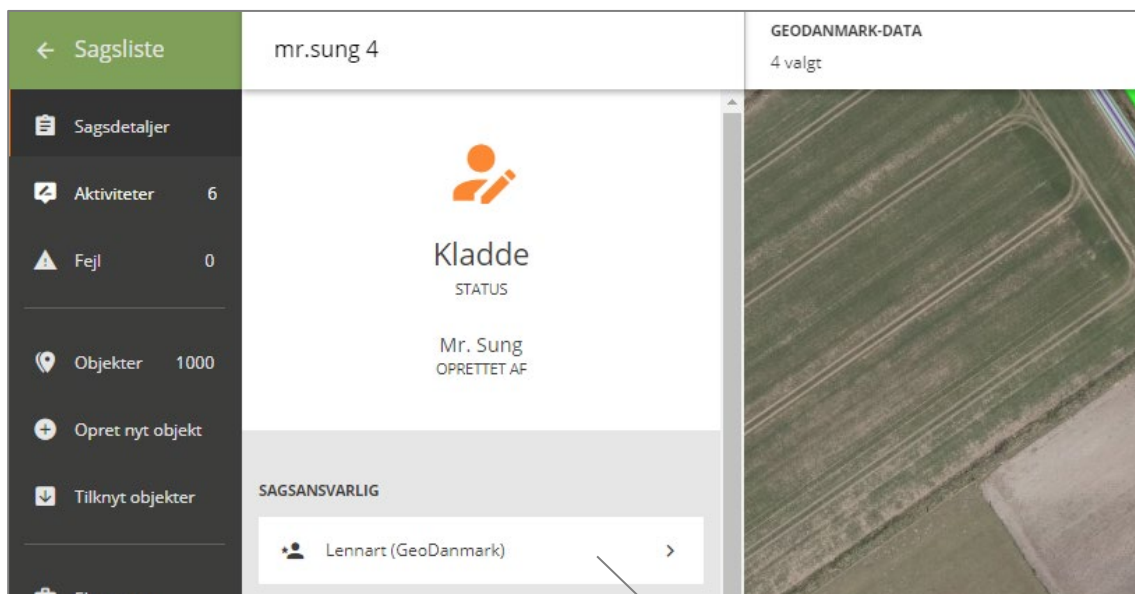 Sagsliste
mr.sung 4
GEODANMARK-DATA
4 valgt
Sagsdetaljer
Aktiviteter 6
Fejl 0
Objekter 1000
Opret nyt objekt
Tilknyt objekter
Kladde
STATUS
Mr. Sung
OPRETTET AF
SAGSANSVARLIG
Lennart (GeoDanmark)